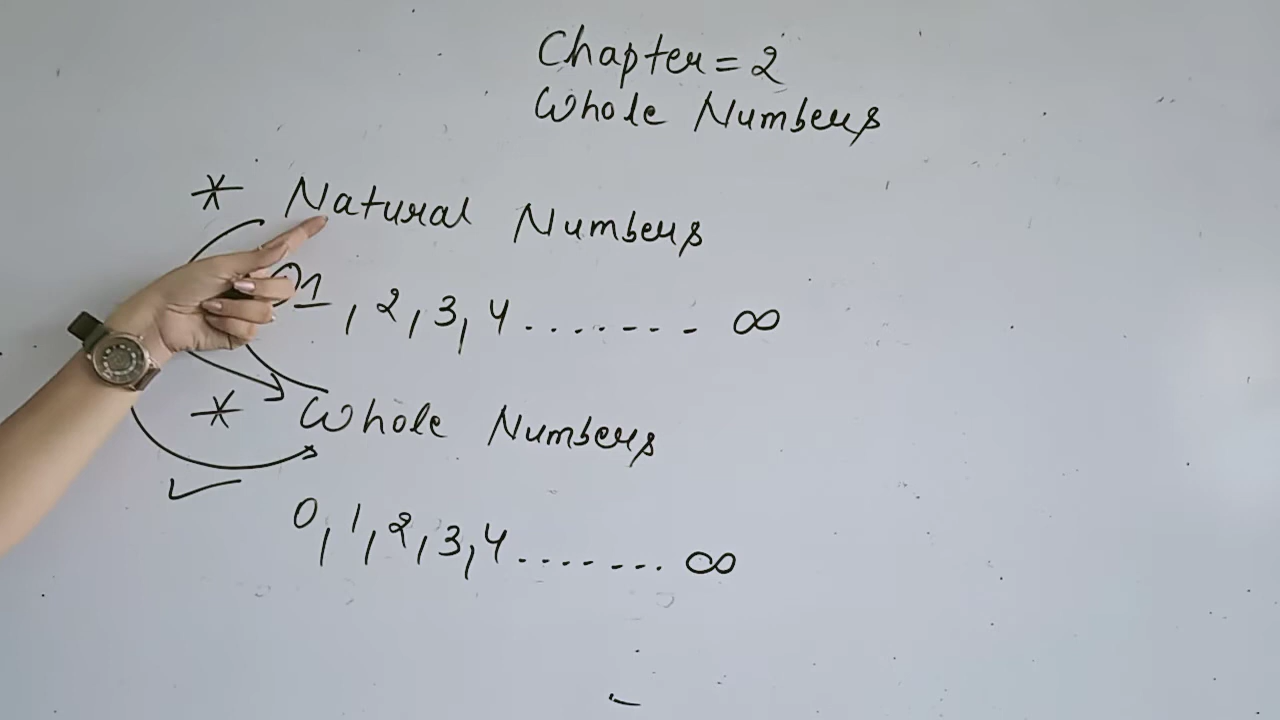 Chapter = 2
Whole Numbers
* Natural Numbers
1, 2, 3, 4 ....... ∞
* Whole Numbers
0, 1, 2, 3, 4 ....... ∞